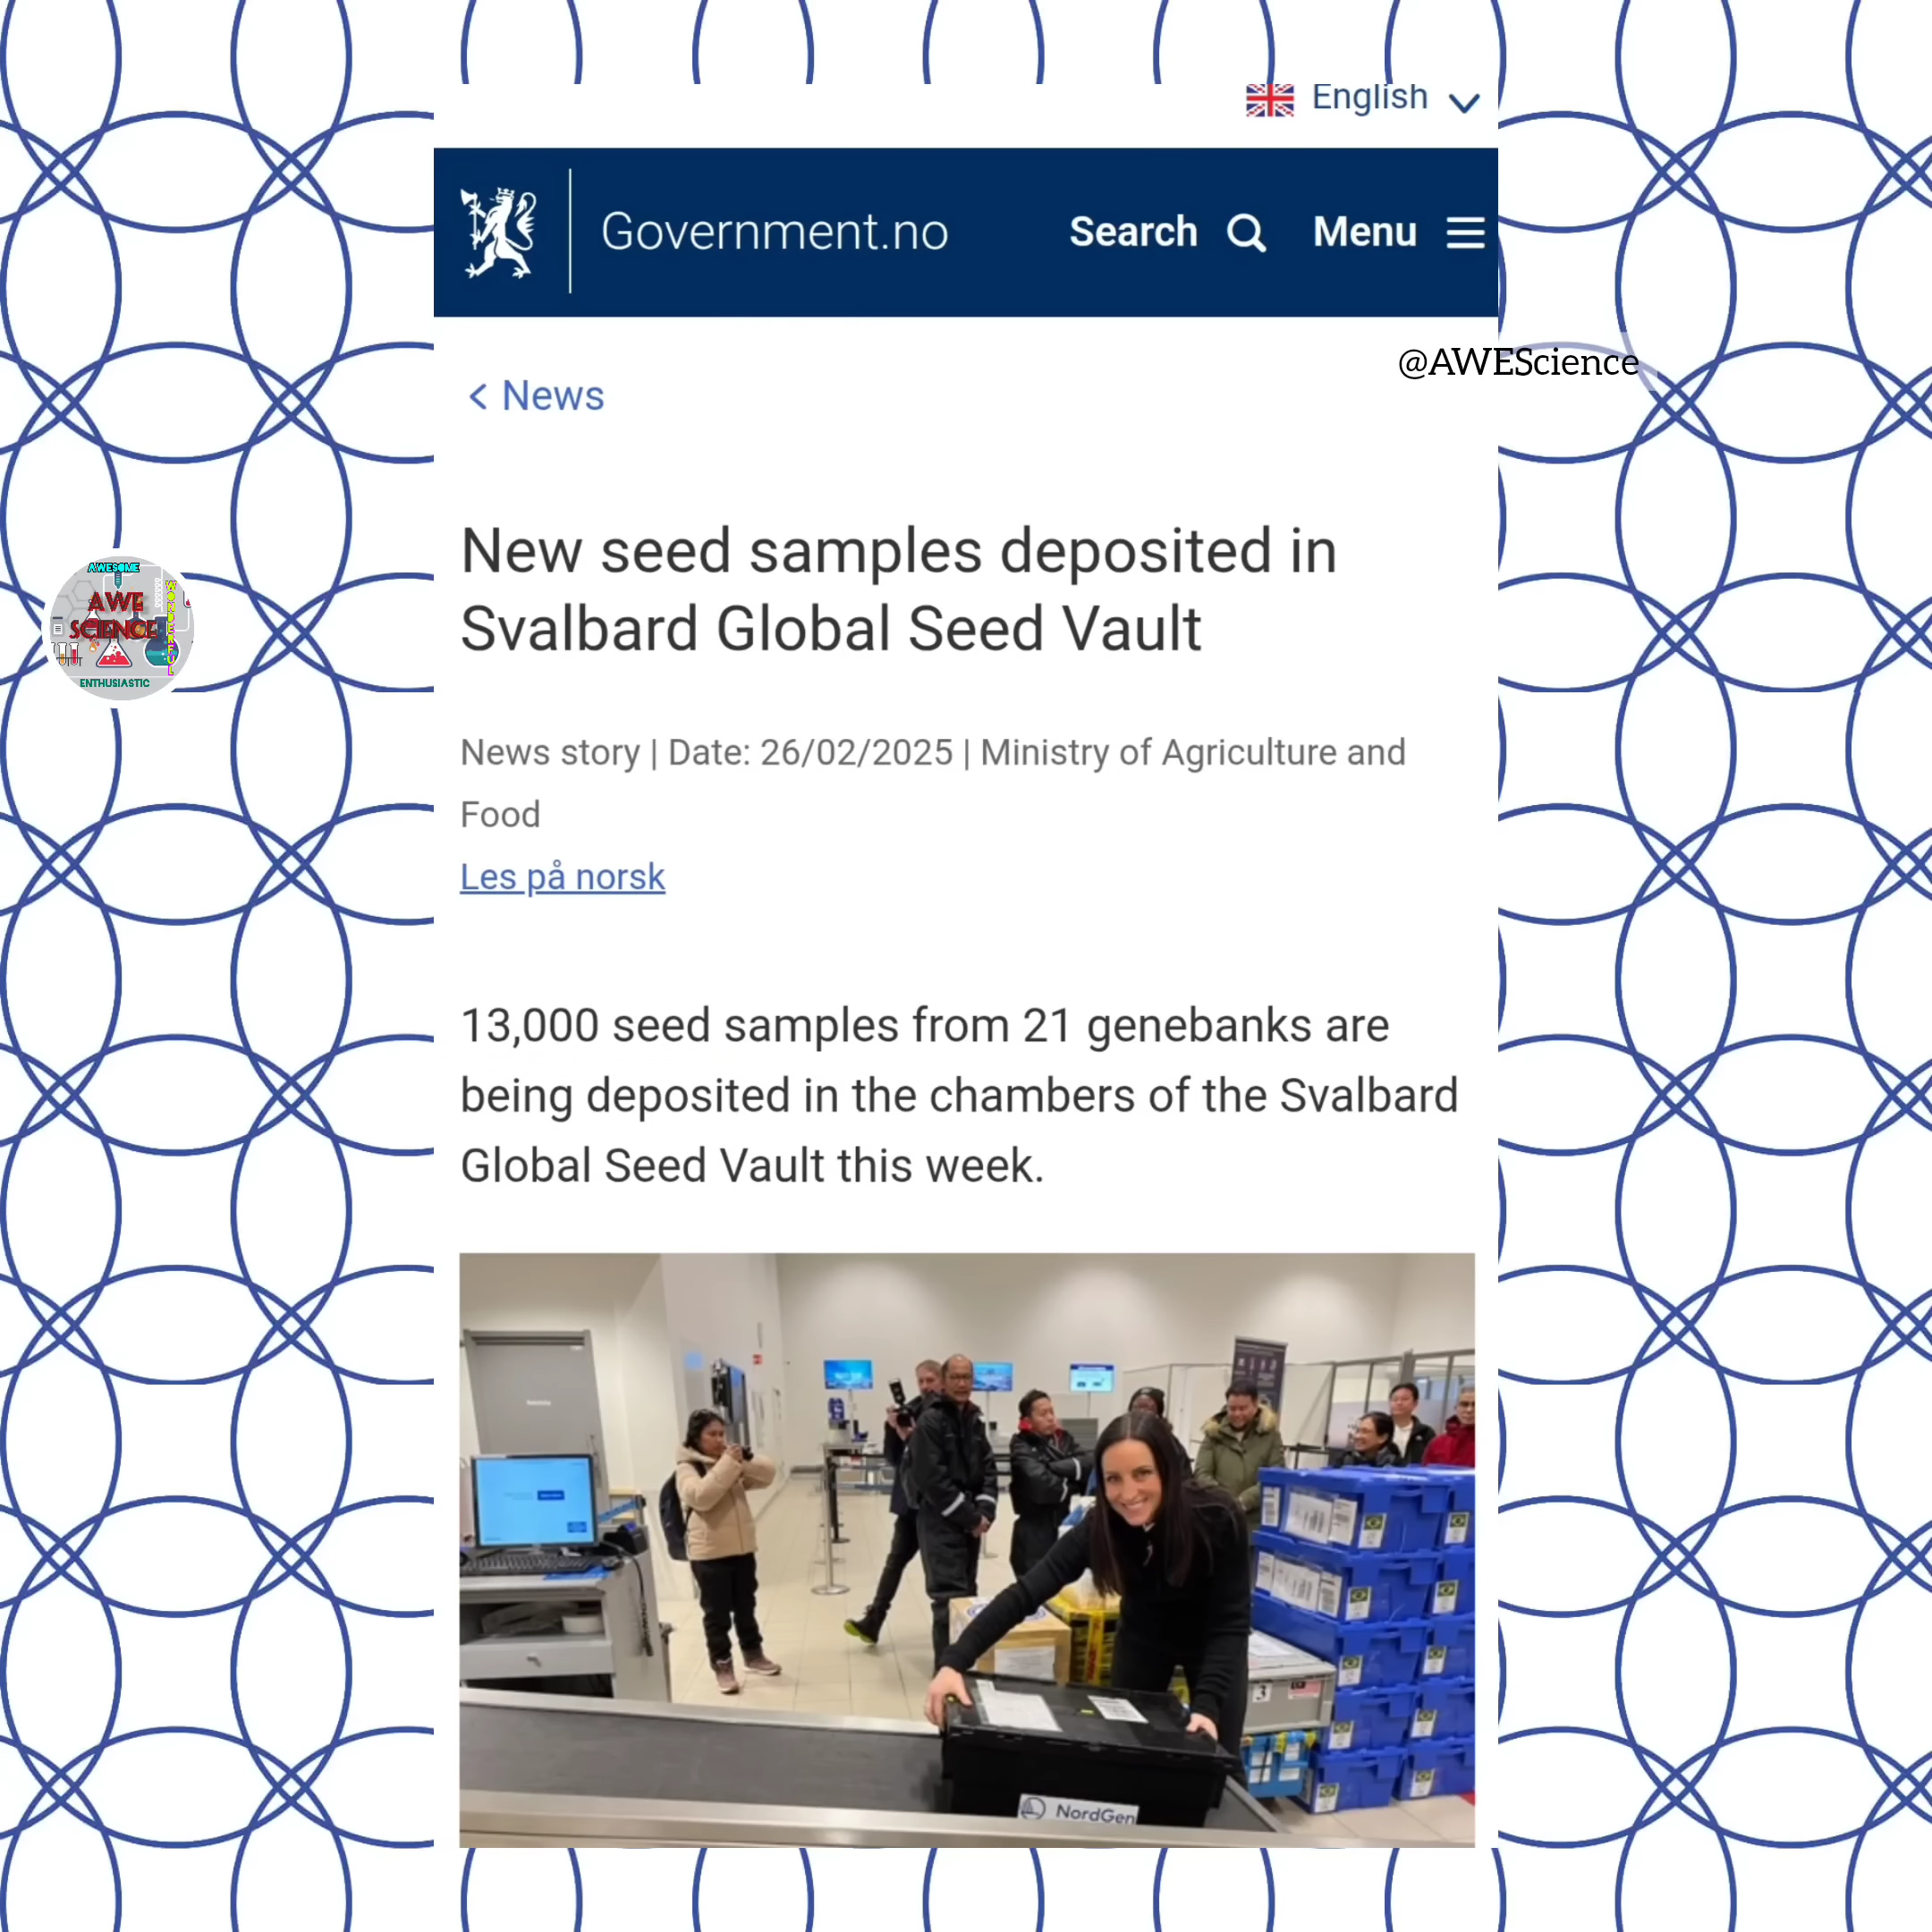 English
Government.no
Search
Menu
@AWEScience
News
AWESOME
AWE
SCIENCE
WONDERFUL
ENTHUSIASTIC
New seed samples deposited in
Svalbard Global Seed Vault
News story | Date: 26/02/2025 | Ministry of Agriculture and
Food
Les på norsk
13,000 seed samples from 21 genebanks are
being deposited in the chambers of the Svalbard
Global Seed Vault this week.
3
NordGen